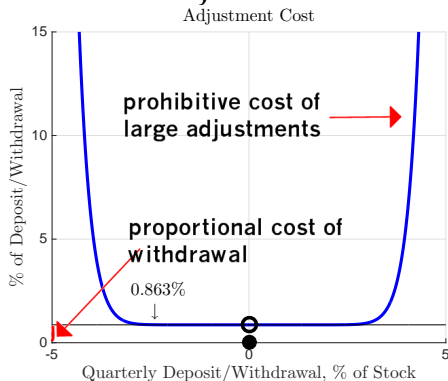 Adjustment Cost
15
prohibitive cost of
large adjustments
10
% of Deposit/Withdrawal
proportional cost of
withdrawal
5
0.863%
↓
0
-5 0 5
Quarterly Deposit/Withdrawal, % of Stock